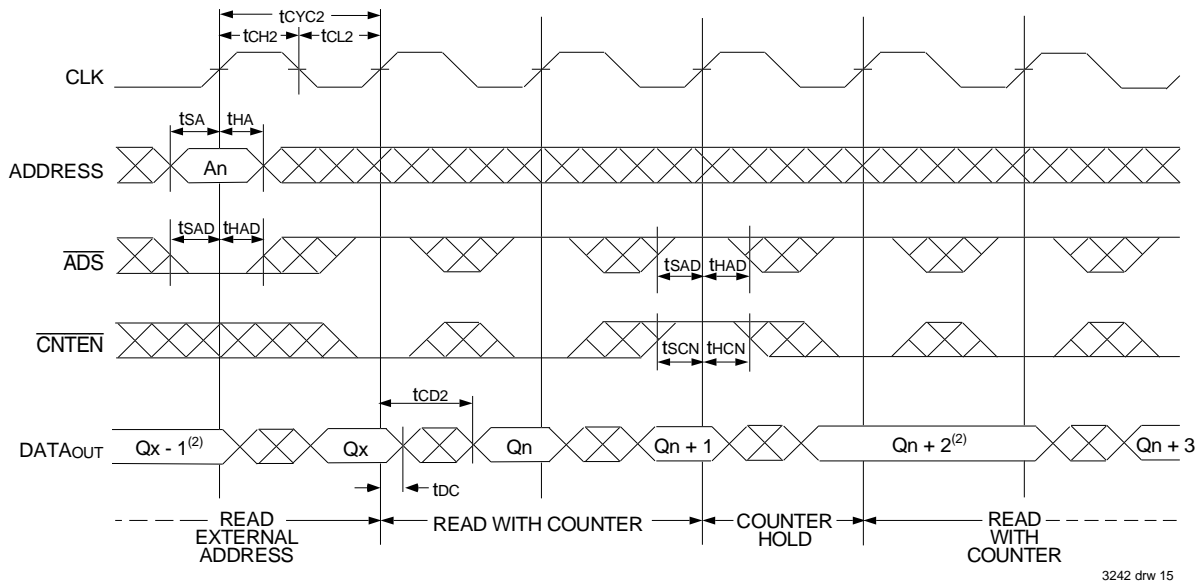 tCYC2
tCH2 tCL2
CLK
tSA tHA
ADDRESS An
tSAD tHAD
ADS
tSAD tHAD
CNTEN
tSCN tHCN
tCD2
DATAOUT Qx - 1(2) Qx Qn Qn + 1 Qn + 2(2) Qn + 3
tDC
READ EXTERNAL ADDRESS
READ WITH COUNTER
COUNTER HOLD
READ WITH COUNTER
3242 drw 15